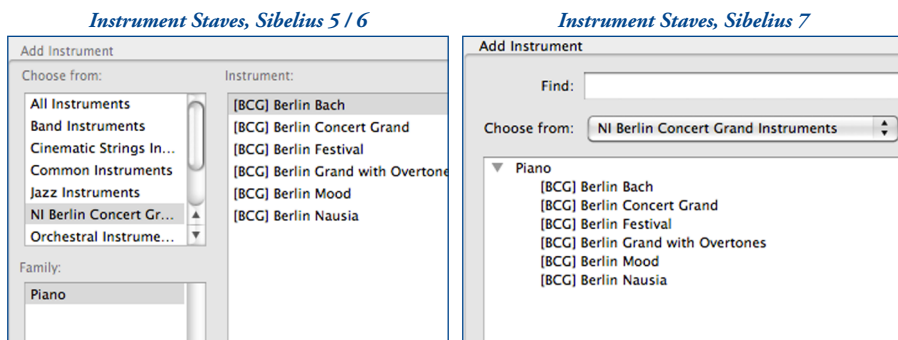 Instrument Staves, Sibelius 5 / 6
Add Instrument
Choose from:
All Instruments
Band Instruments
Cinematic Strings In...
Common Instruments
Jazz Instruments
NI Berlin Concert Gr...
Orchestral Instrume...
Family:
Piano
Instrument:
[BCG] Berlin Bach
[BCG] Berlin Concert Grand
[BCG] Berlin Festival
[BCG] Berlin Grand with Overtone
[BCG] Berlin Mood
[BCG] Berlin Nausia
Instrument Staves, Sibelius 7
Add Instrument
Find:
Choose from: NI Berlin Concert Grand Instruments
Piano
[BCG] Berlin Bach
[BCG] Berlin Concert Grand
[BCG] Berlin Festival
[BCG] Berlin Grand with Overtones
[BCG] Berlin Mood
[BCG] Berlin Nausia